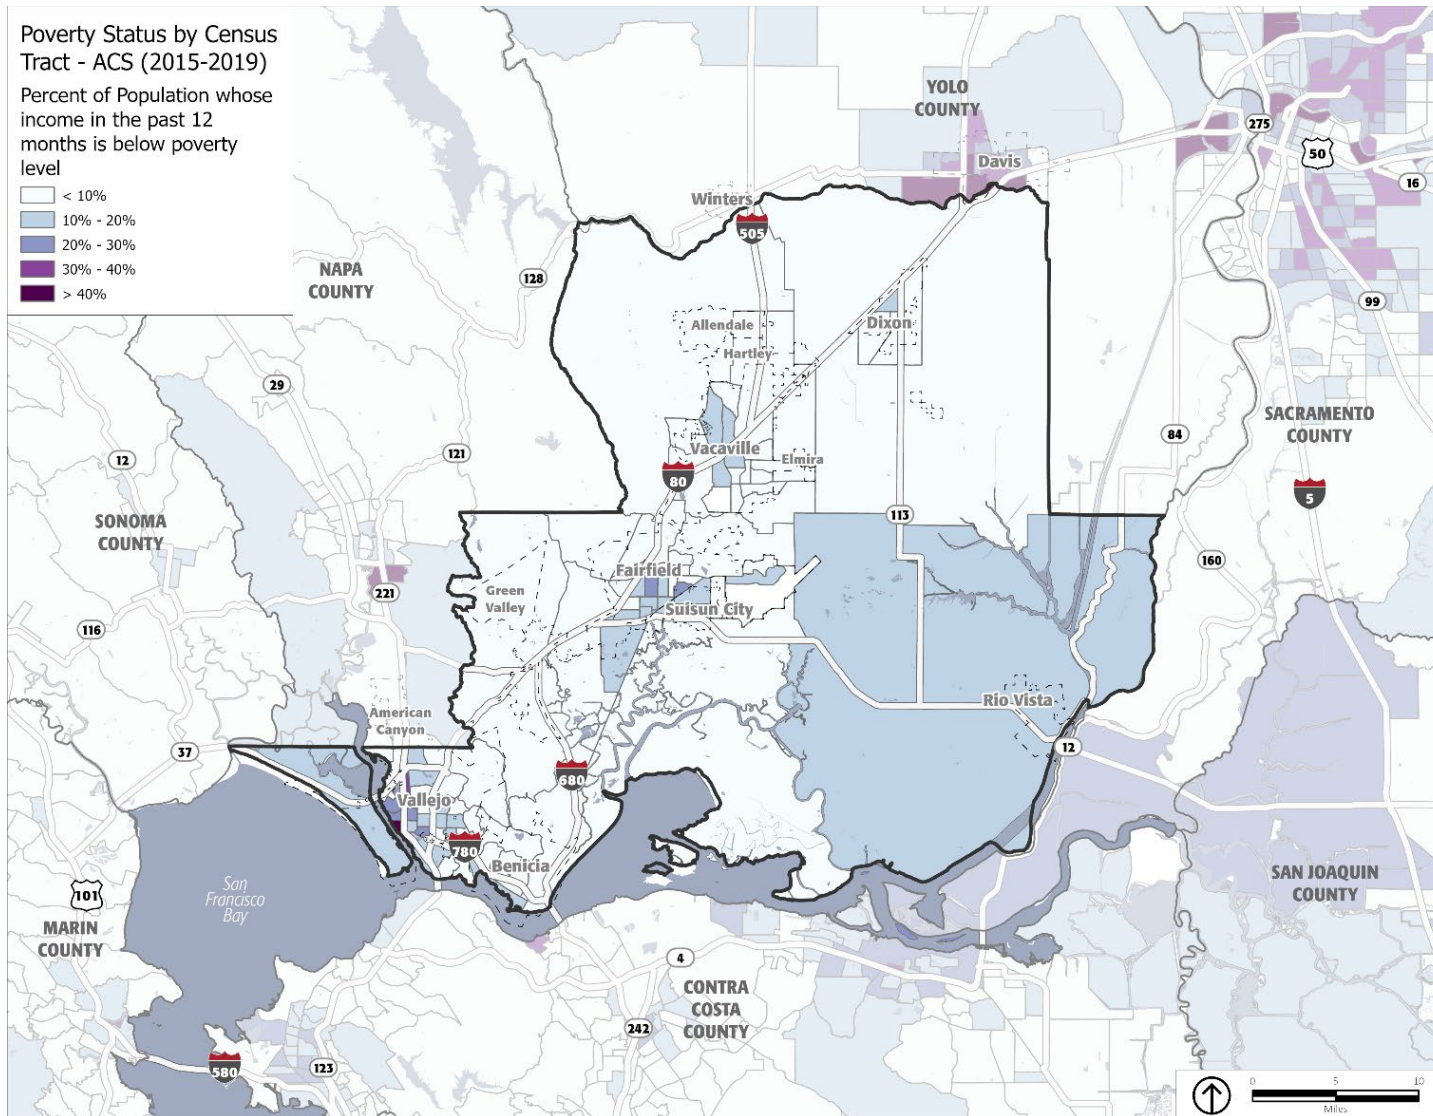 Poverty Status by Census
Tract - ACS (2015-2019)
Percent of Population whose
income in the past 12
months is below poverty
level
< 10%
10% - 20%
20% - 30%
30% - 40%
> 40%
YOLO
COUNTY
275
50
Davis
16
Winters
505
NAPA
COUNTY
128
99
Allendale
Dixon
Hartley
29
SACRAMENTO
COUNTY
84
12
121
Vacaville
Elmira
80
5
SONOMA
COUNTY
113
160
Fairfield
221
Green
Valley
Suisun City
116
Rio Vista
American
Canyon
37
12
680
Vallejo
780
Benicia
San
Francisco
Bay
101
SAN JOAQUIN
COUNTY
MARIN
COUNTY
4
CONTRA
COSTA
COUNTY
242
580
123
0 5 10
Miles